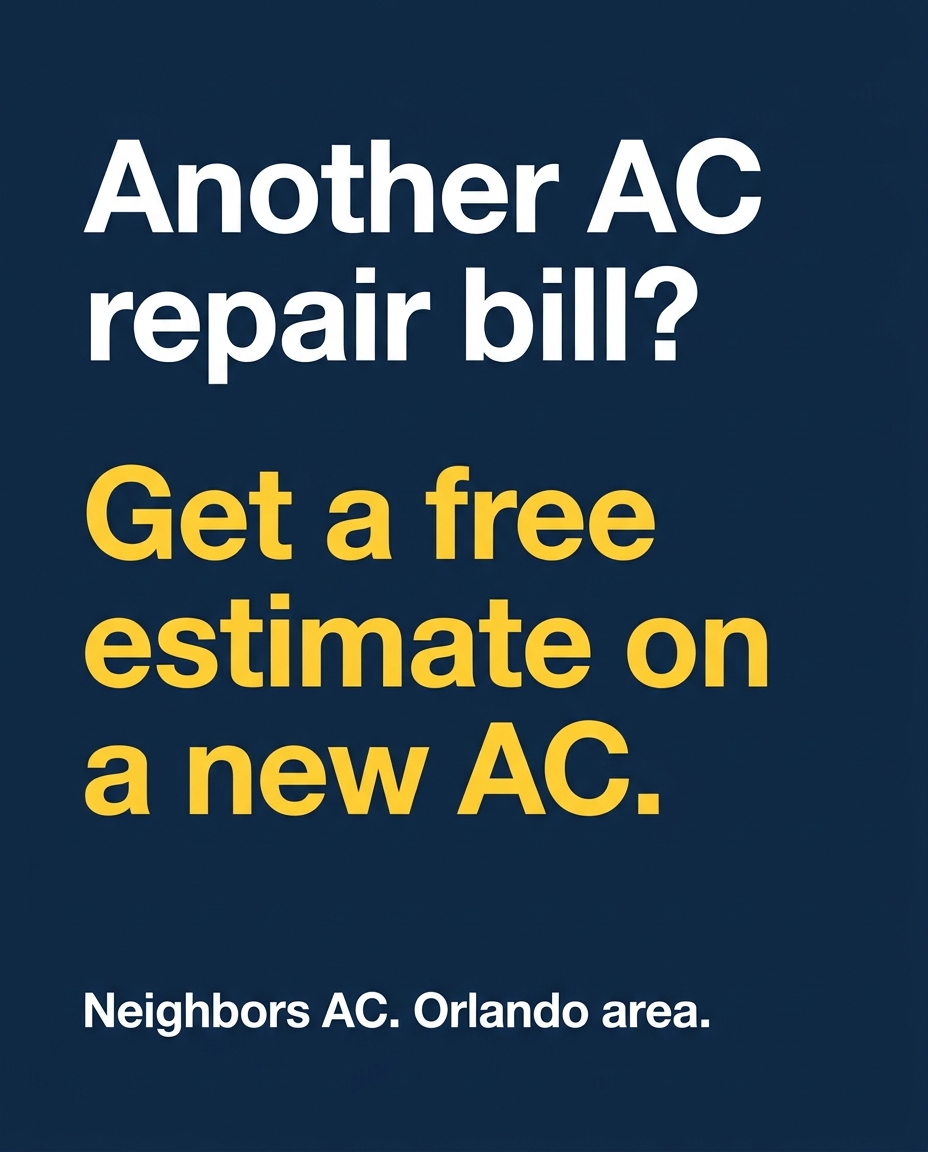 Another AC
repair bill?
Get a free
estimate on
a new AC.
Neighbors AC. Orlando area.